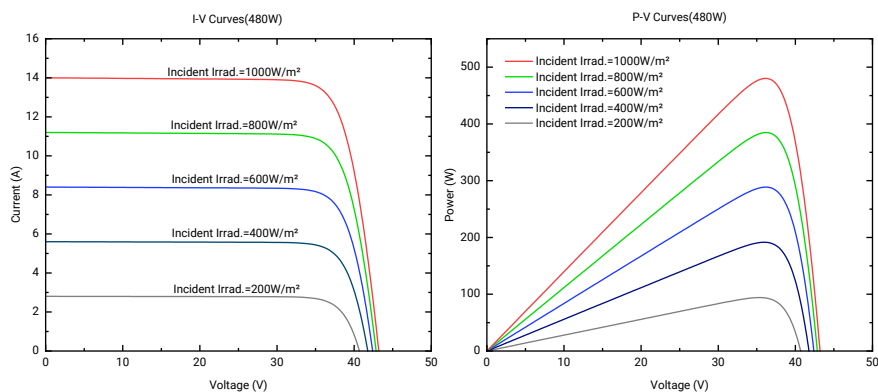 I-V Curves(480W)
Current (A)
16
14
12
10
8
6
4
2
0
Incident Irrad.=1000W/m²
Incident Irrad.=800W/m²
Incident Irrad.=600W/m²
Incident Irrad.=400W/m²
Incident Irrad.=200W/m²
0 10 20 30 40 50
Voltage (V)
P-V Curves(480W)
Power (W)
500
400
300
200
100
0
Incident Irrad.=1000W/m²
Incident Irrad.=800W/m²
Incident Irrad.=600W/m²
Incident Irrad.=400W/m²
Incident Irrad.=200W/m²
0 10 20 30 40 50
Voltage (V)